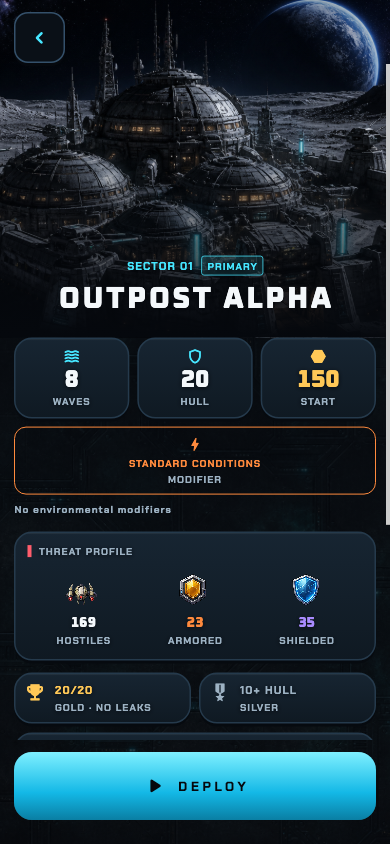 SECTOR 01 PRIMARY
OUTPOST ALPHA
8 20 150
WAVES HULL START
STANDARD CONDITIONS
MODIFIER
No environmental modifiers
THREAT PROFILE
169 23 35
HOSTILES ARMORED SHIELDED
20/20 10+ HULL
GOLD · NO LEAKS SILVER
DEPLOY